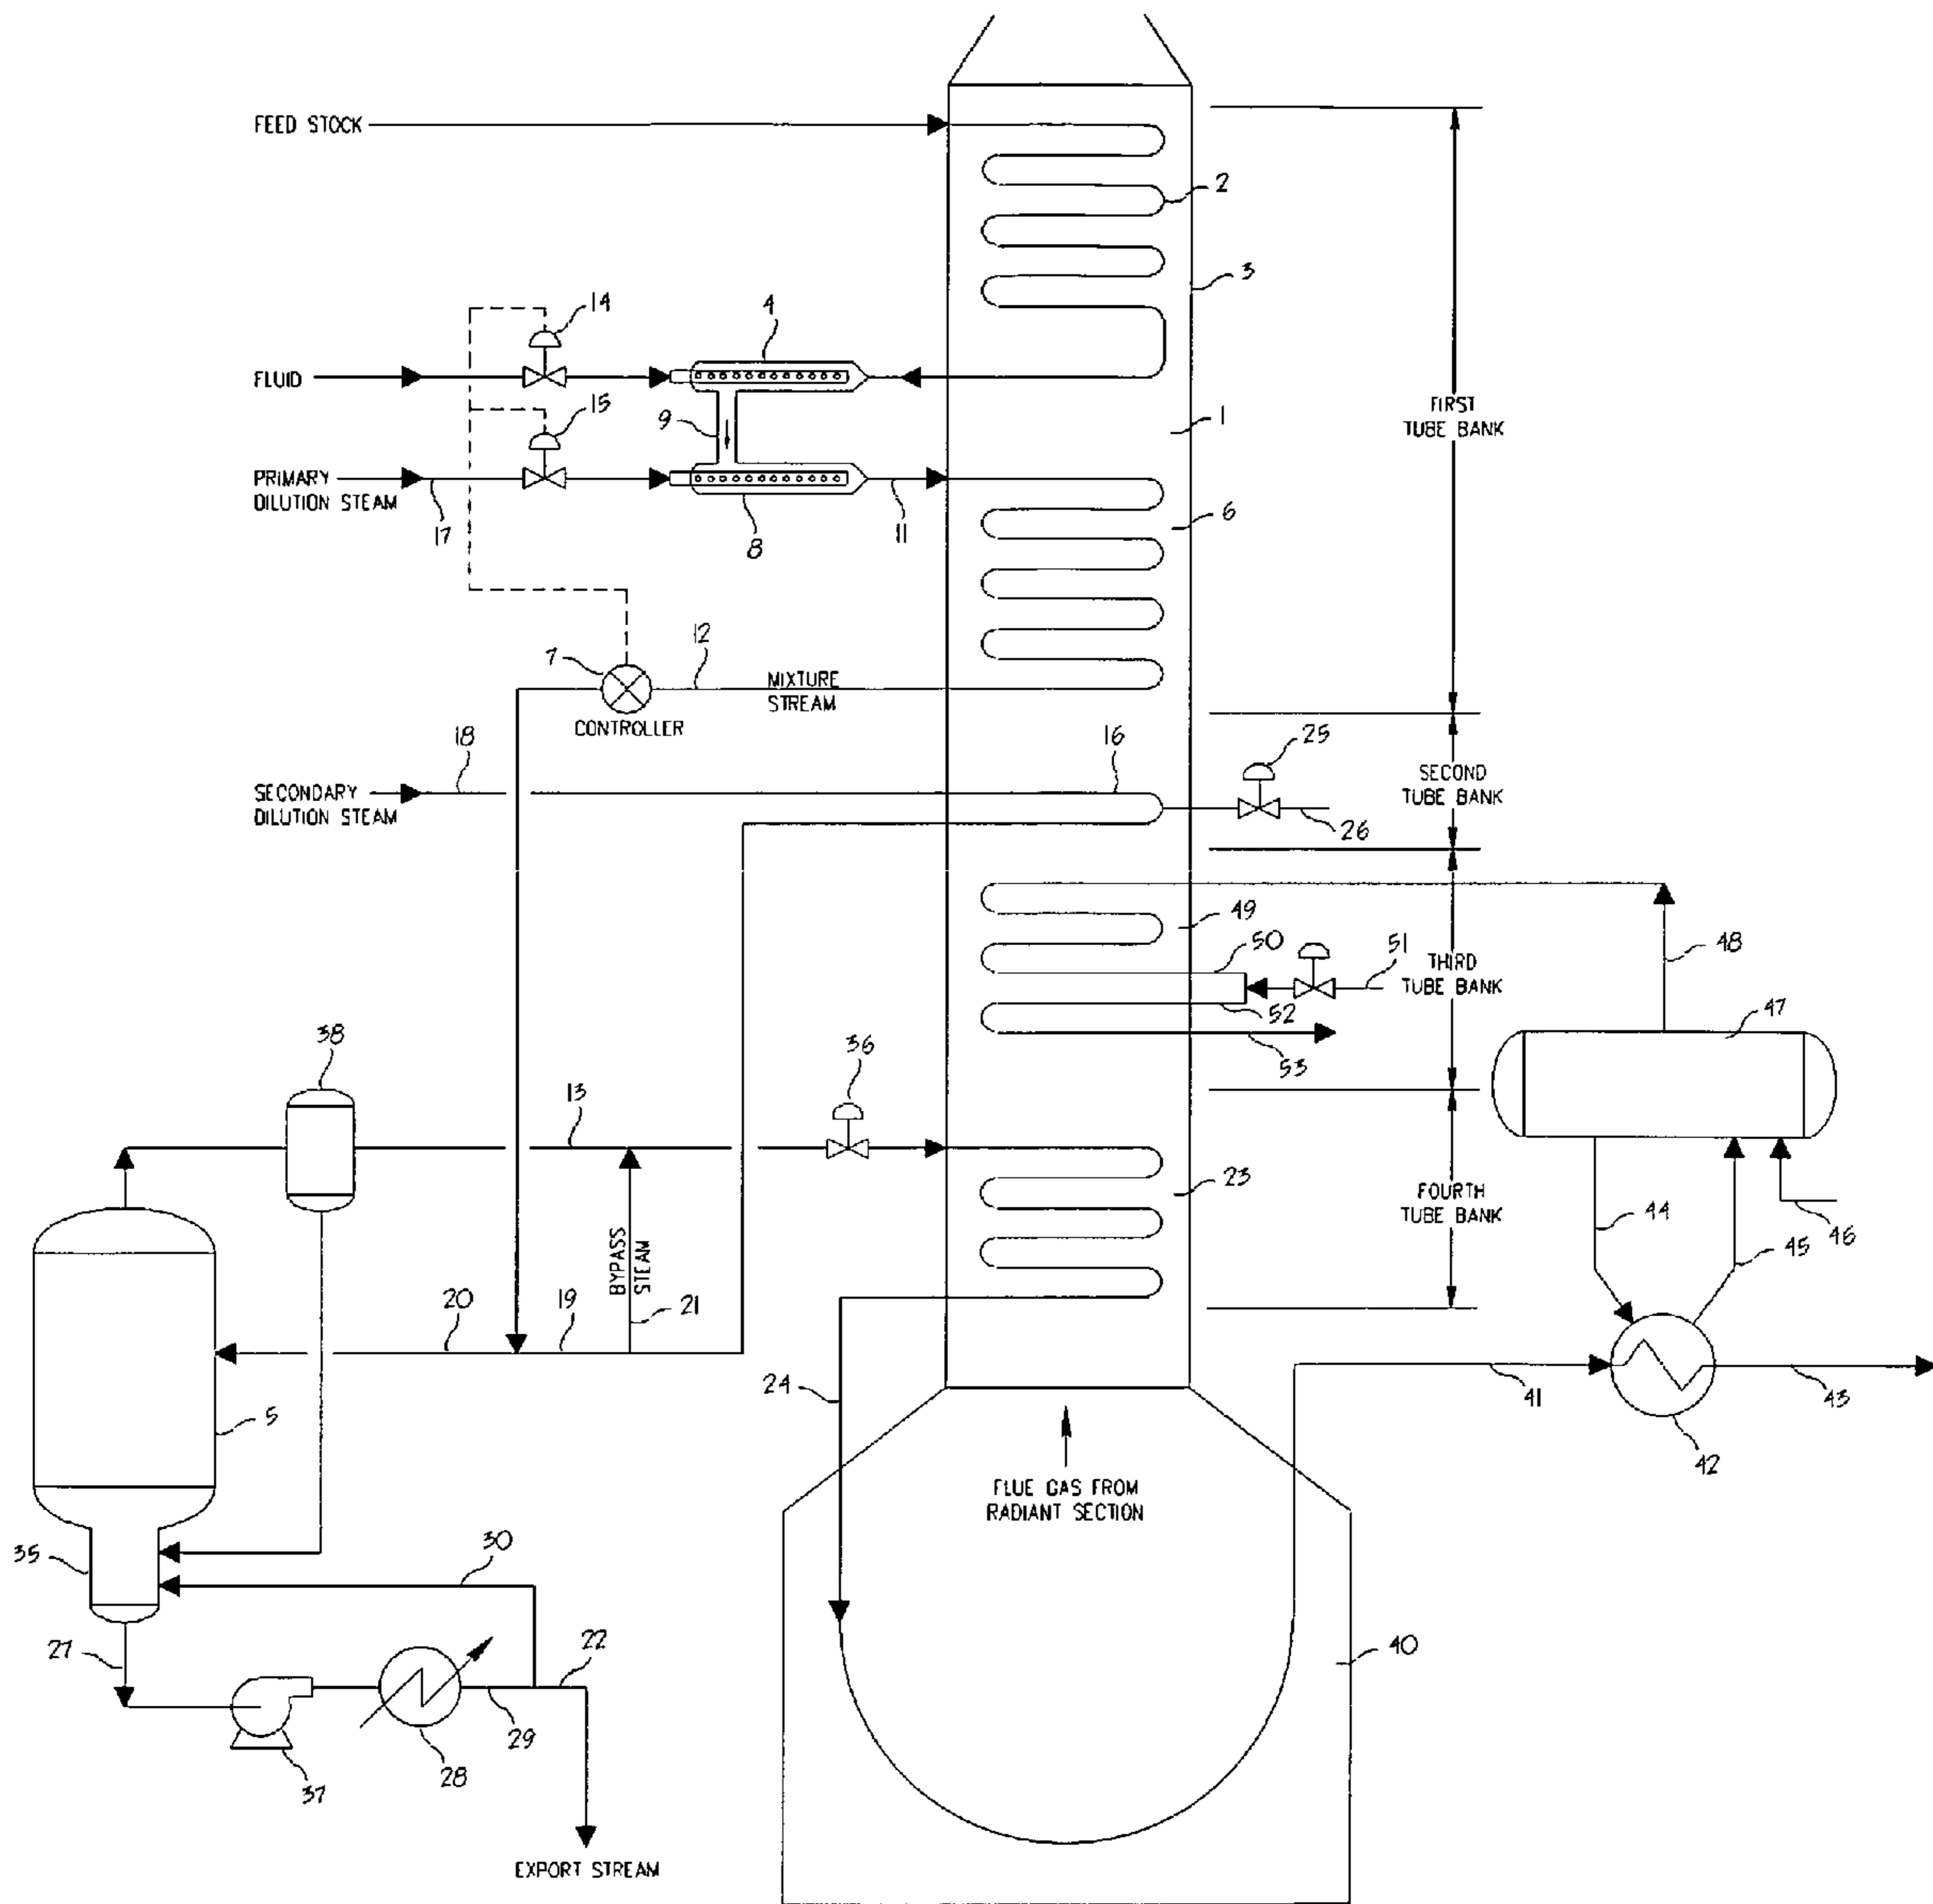 FEED STOCK
2
3
14
4
FLUID
15
9
1
FIRST
TUBE BANK
PRIMARY
DILUTION STEAM
17
8
11
6
12
7
MIXTURE
STREAM
CONTROLLER
18
16
25
SECOND
TUBE BANK
SECONDARY
DILUTION STEAM
26
49
50
51
48
THIRD
TUBE BANK
52
53
47
38
36
13
23
FOURTH
TUBE BANK
44
46
45
BYPASS
STEAM
20
19
21
24
41
43
42
5
FLUE GAS FROM
RADIANT SECTION
35
30
27
22
40
29
28
37
EXPORT STREAM